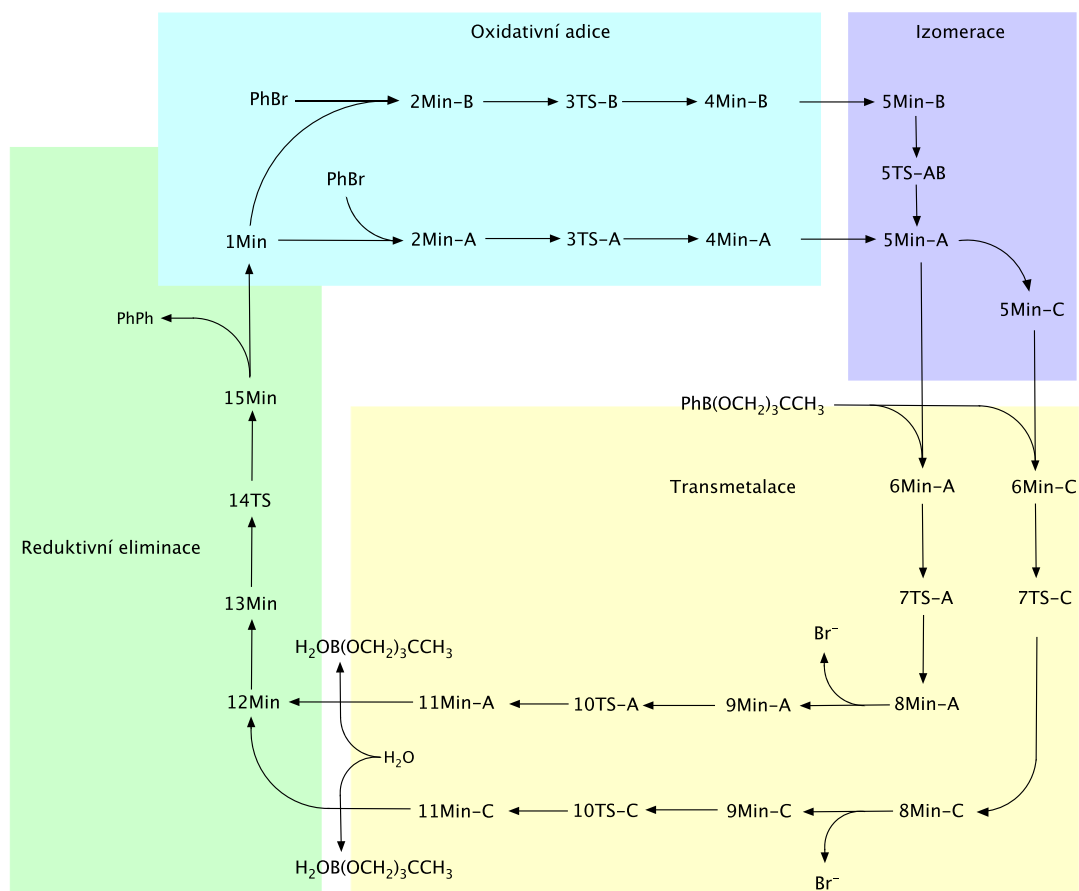 Oxidativní adice
Izomerace
PhBr
2Min-B
3TS-B
4Min-B
5Min-B
5TS-AB
PhBr
1Min
2Min-A
3TS-A
4Min-A
5Min-A
5Min-C
PhPh
15Min
PhB(OCH₂)₃CCH₃
14TS
Transmetalace
6Min-A
6Min-C
Reduktivní eliminace
13Min
7TS-A
7TS-C
Br⁻
H₂OB(OCH₂)₃CCH₃
12Min
11Min-A
10TS-A
9Min-A
8Min-A
H₂O
11Min-C
10TS-C
9Min-C
8Min-C
H₂OB(OCH₂)₃CCH₃
Br⁻